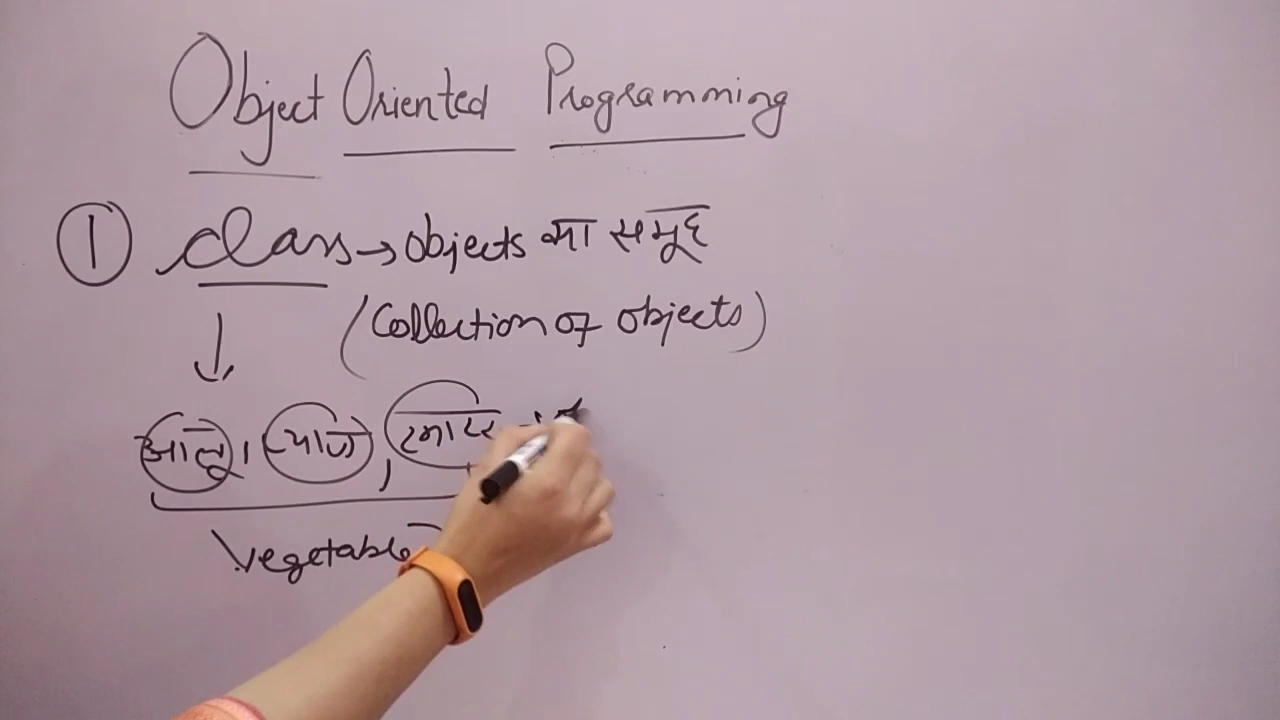 Object Oriented Programming
① class → objects का समूह
(Collection of objects)
↓
आलू, प्याज, टमाटर
Vegetable